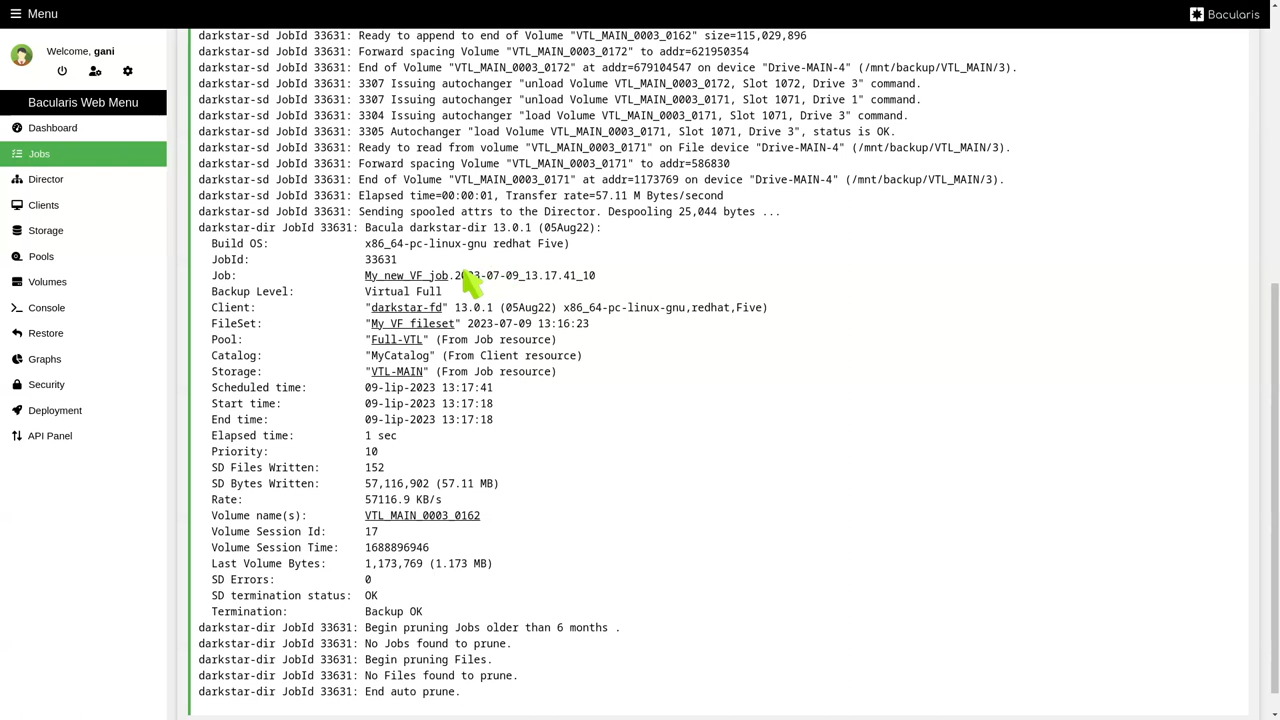 Menu
Bacularis
Welcome, gani
Bacularis Web Menu
Dashboard
Jobs
Director
Clients
Storage
Pools
Volumes
Console
Restore
Graphs
Security
Deployment
API Panel
darkstar-sd JobId 33631: Ready to append to end of Volume "VTL_MAIN_0003_0162" size=115,029,896
darkstar-sd JobId 33631: Forward spacing Volume "VTL_MAIN_0003_0172" to addr=621950354
darkstar-sd JobId 33631: End of Volume "VTL_MAIN_0003_0172" at addr=679104547 on device "Drive-MAIN-4" (/mnt/backup/VTL_MAIN/3).
darkstar-sd JobId 33631: 3307 Issuing autochanger "unload Volume VTL_MAIN_0003_0172, Slot 1072, Drive 3" command.
darkstar-sd JobId 33631: 3307 Issuing autochanger "unload Volume VTL_MAIN_0003_0171, Slot 1071, Drive 1" command.
darkstar-sd JobId 33631: 3304 Issuing autochanger "load Volume VTL_MAIN_0003_0171, Slot 1071, Drive 3" command.
darkstar-sd JobId 33631: 3305 Autochanger "load Volume VTL_MAIN_0003_0171, Slot 1071, Drive 3", status is OK.
darkstar-sd JobId 33631: Ready to read from volume "VTL_MAIN_0003_0171" on File device "Drive-MAIN-4" (/mnt/backup/VTL_MAIN/3).
darkstar-sd JobId 33631: Forward spacing Volume "VTL_MAIN_0003_0171" to addr=586830
darkstar-sd JobId 33631: End of Volume "VTL_MAIN_0003_0171" at addr=1173769 on device "Drive-MAIN-4" (/mnt/backup/VTL_MAIN/3).
darkstar-sd JobId 33631: Elapsed time=00:00:01, Transfer rate=57.11 M Bytes/second
darkstar-sd JobId 33631: Sending spooled attrs to the Director. Despooling 25,044 bytes ...
darkstar-dir JobId 33631: Bacula darkstar-dir 13.0.1 (05Aug22):
Build OS: x86_64-pc-linux-gnu redhat Five)
JobId: 33631
Job: My_new_VF_job.2023-07-09_13.17.41_10
Backup Level: Virtual Full
Client: "darkstar-fd" 13.0.1 (05Aug22) x86_64-pc-linux-gnu,redhat,Five)
FileSet: "My VF fileset" 2023-07-09 13:16:23
Pool: "Full-VTL" (From Job resource)
Catalog: "MyCatalog" (From Client resource)
Storage: "VTL-MAIN" (From Job resource)
Scheduled time: 09-lip-2023 13:17:41
Start time: 09-lip-2023 13:17:18
End time: 09-lip-2023 13:17:18
Elapsed time: 1 sec
Priority: 10
SD Files Written: 152
SD Bytes Written: 57,116,902 (57.11 MB)
Rate: 57116.9 KB/s
Volume name(s): VTL_MAIN_0003_0162
Volume Session Id: 17
Volume Session Time: 1688896946
Last Volume Bytes: 1,173,769 (1.173 MB)
SD Errors: 0
SD termination status: OK
Termination: Backup OK
darkstar-dir JobId 33631: Begin pruning Jobs older than 6 months .
darkstar-dir JobId 33631: No Jobs found to prune.
darkstar-dir JobId 33631: Begin pruning Files.
darkstar-dir JobId 33631: No Files found to prune.
darkstar-dir JobId 33631: End auto prune.